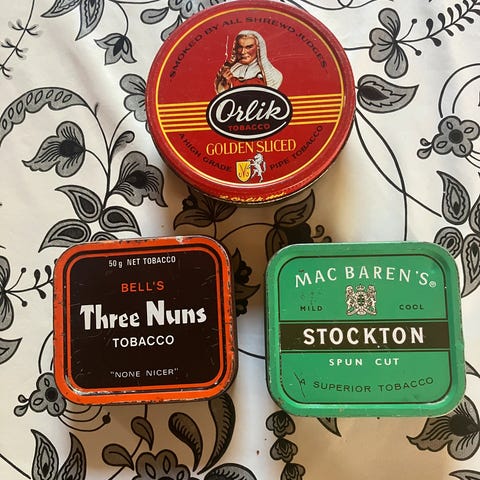 "SMOKED BY ALL SHREWD JUDGES"
Orlik
TOBACCO
GOLDEN SLICED
A HIGH GRADE PIPE TOBACCO
50g NET TOBACCO
BELL'S
Three Nuns
TOBACCO
"NONE NICER"
MAC BAREN'S®
MILD COOL
STOCKTON
SPUN CUT
A SUPERIOR TOBACCO